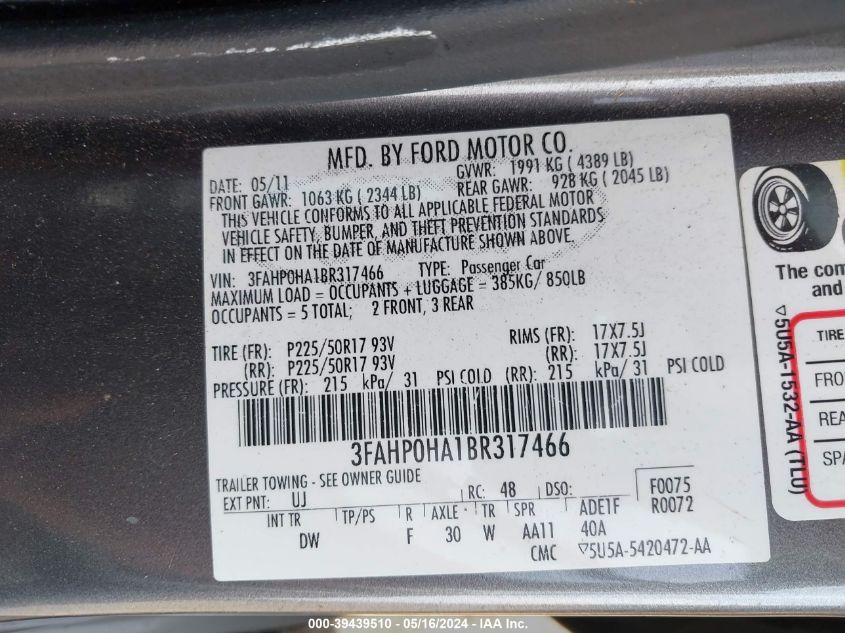 MFD. BY FORD MOTOR CO.
DATE: 05/11 GVWR: 1991 KG ( 4389 LB)
FRONT GAWR: 1063 KG ( 2344 LB) REAR GAWR: 928 KG ( 2045 LB)
THIS VEHICLE CONFORMS TO ALL APPLICABLE FEDERAL MOTOR
VEHICLE SAFETY, BUMPER, AND THEFT PREVENTION STANDARDS
IN EFFECT ON THE DATE OF MANUFACTURE SHOWN ABOVE.
VIN: 3FAHP0HA1BR317466 TYPE: Passenger Car
MAXIMUM LOAD = OCCUPANTS + LUGGAGE = 385KG/ 850LB
OCCUPANTS = 5 TOTAL; 2 FRONT, 3 REAR
TIRE (FR): P225/50R17 93V RIMS (FR): 17X7.5J
(RR): P225/50R17 93V (RR): 17X7.5J
PRESSURE (FR): 215 kPa/ 31 PSI COLD (RR): 215 kPa/ 31 PSI COLD
3FAHP0HA1BR317466
TRAILER TOWING - SEE OWNER GUIDE
EXT PNT: UJ RC: 48 DSO: F0075
INT TR TP/PS R AXLE TR SPR ADE1F R0072
DW F 30 W AA11 40A
CMC ▽5U5A-5420472-AA
The com
and
▽5U5A-1532-AA (TLU)
TIRE
FRO
REA
SPA
000-39439510 - 05/16/2024 - IAA Inc.